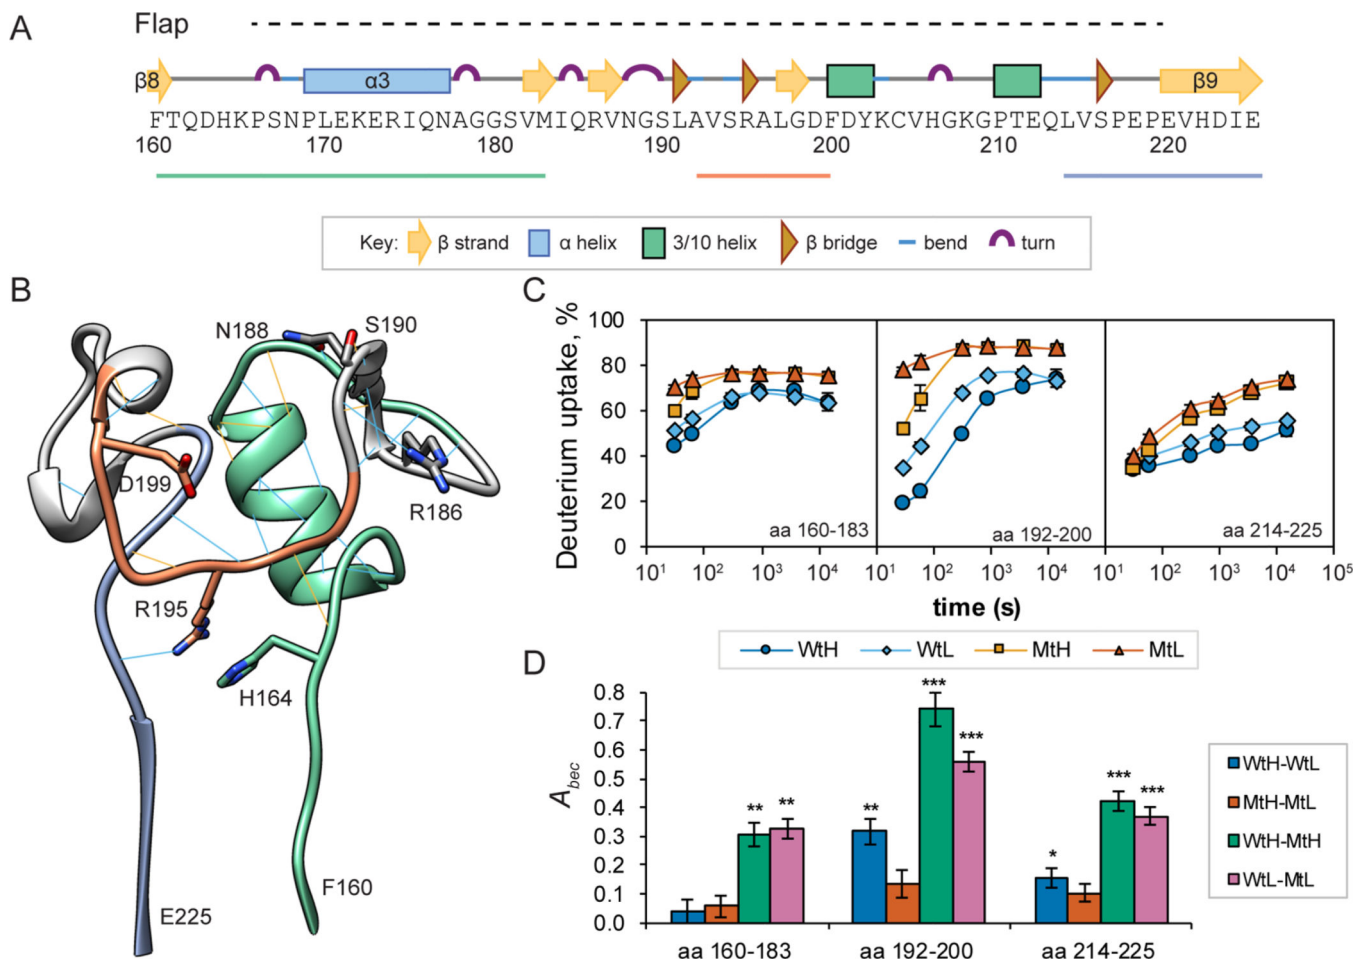 A
Flap
β8
α3
β9
FTQDHKPSNPLEKERIQNAGGSVMIQRVNGSLAVSRALGDFDYKCVHGKGPTEQLVSPEPEVHDIE
160 170 180 190 200 210 220
Key: β strand α helix 3/10 helix β bridge bend turn
B
N188
S190
D199
R186
R195
H164
F160
E225
C
Deuterium uptake, %
100
80
60
40
20
0
aa 160-183
aa 192-200
aa 214-225
10¹ 10² 10³ 10⁴ 10¹ 10² 10³ 10⁴ 10¹ 10² 10³ 10⁴ 10⁵
time (s)
WtH WtL MtH MtL
D
Abec
0.8
0.7
0.6
0.5
0.4
0.3
0.2
0.1
0.0
** **
** *** ***
* *** ***
aa 160-183 aa 192-200 aa 214-225
WtH-WtL
MtH-MtL
WtH-MtH
WtL-MtL